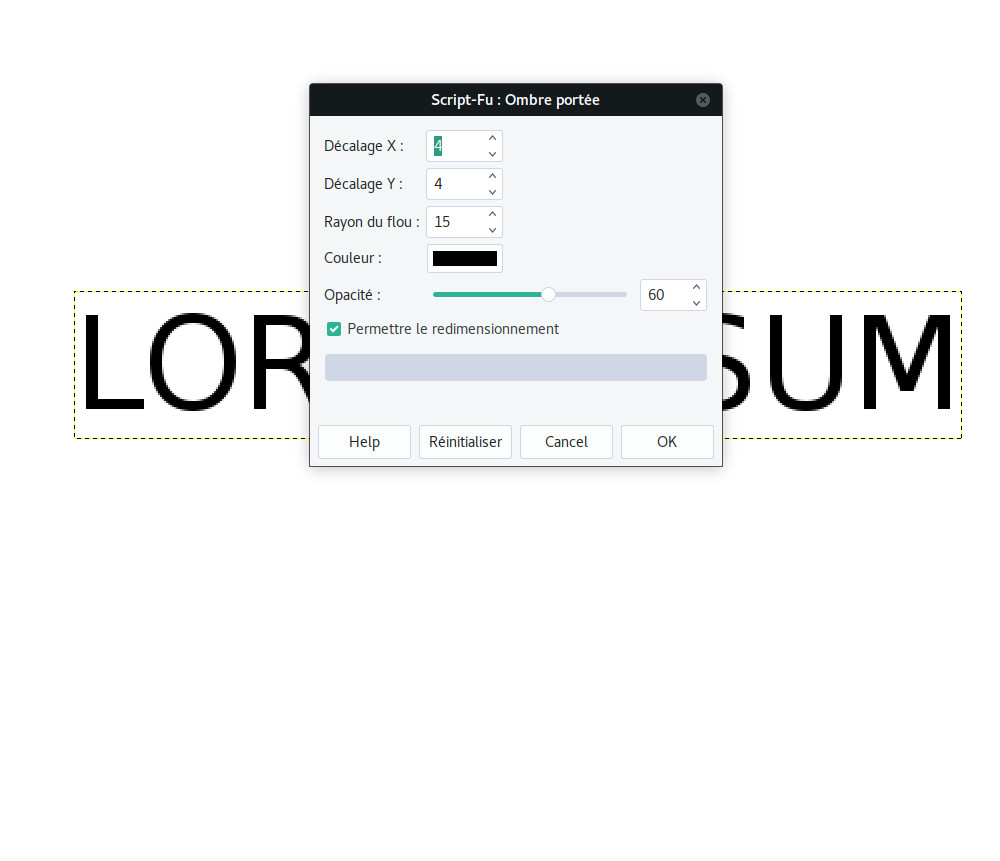 Script-Fu : Ombre portée
Décalage X : 4
Décalage Y : 4
Rayon du flou : 15
Couleur :
Opacité : 60
Permettre le redimensionnement
LOR SUM
Help Réinitialiser Cancel OK